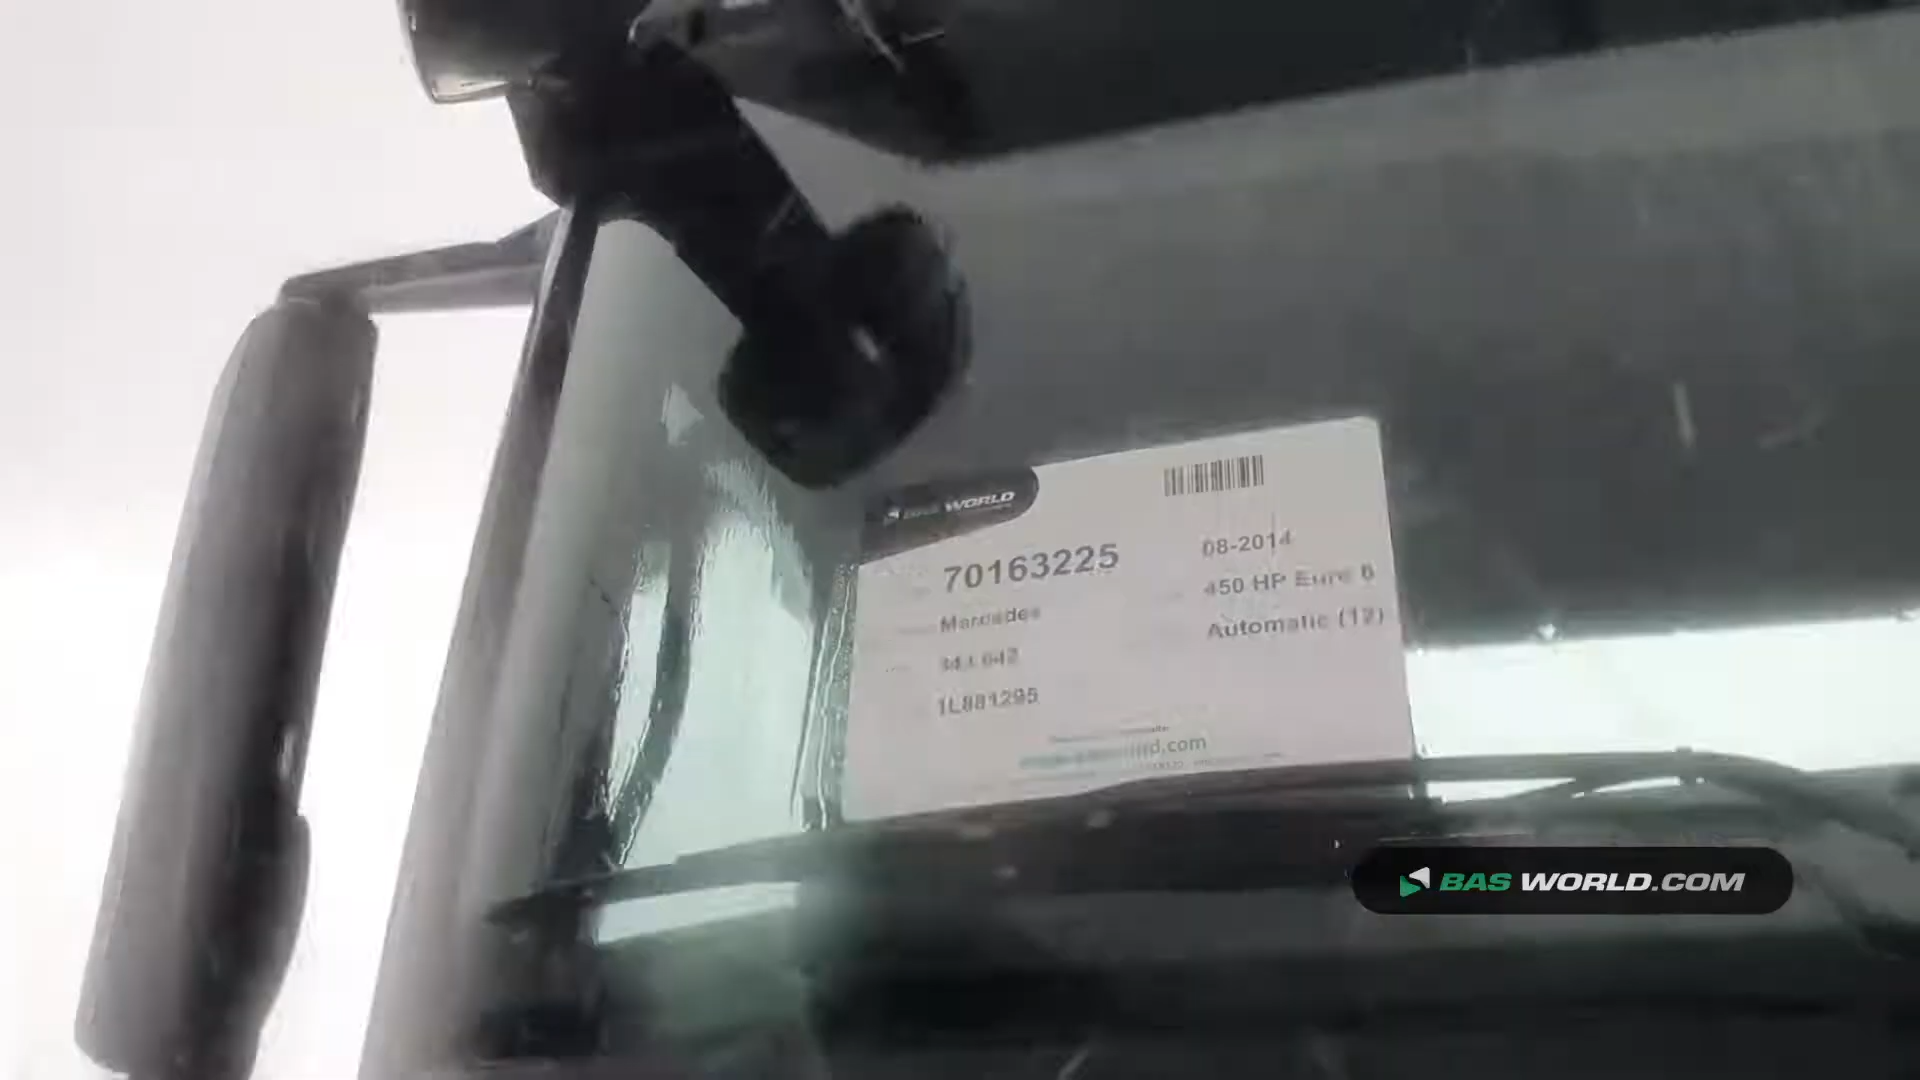 BAS WORLD
70163225
08-2014
Mercedes
450 HP Euro 6
Automatic (12)
1L881295
BAS WORLD.COM